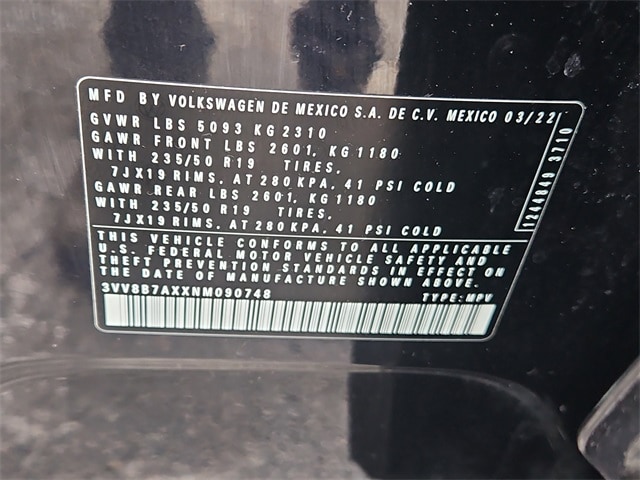 MFD BY VOLKSWAGEN DE MEXICO S.A. DE C.V. MEXICO 03/22
GVWR LBS 5093 KG 2310
GAWR FRONT LBS 2601, KG 1180
WITH 235/50 R19 TIRES,
7JX19 RIMS, AT 280 KPA, 41 PSI COLD
GAWR REAR LBS 2601, KG 1180
WITH 235/50 R19 TIRES,
7JX19 RIMS, AT 280 KPA, 41 PSI COLD
THIS VEHICLE CONFORMS TO ALL APPLICABLE
U.S. FEDERAL MOTOR VEHICLE SAFETY AND
THEFT PREVENTION STANDARDS IN EFFECT ON
THE DATE OF MANUFACTURE SHOWN ABOVE.
3VV8B7AXXNM090748 TYPE: MPV
1244849 3710